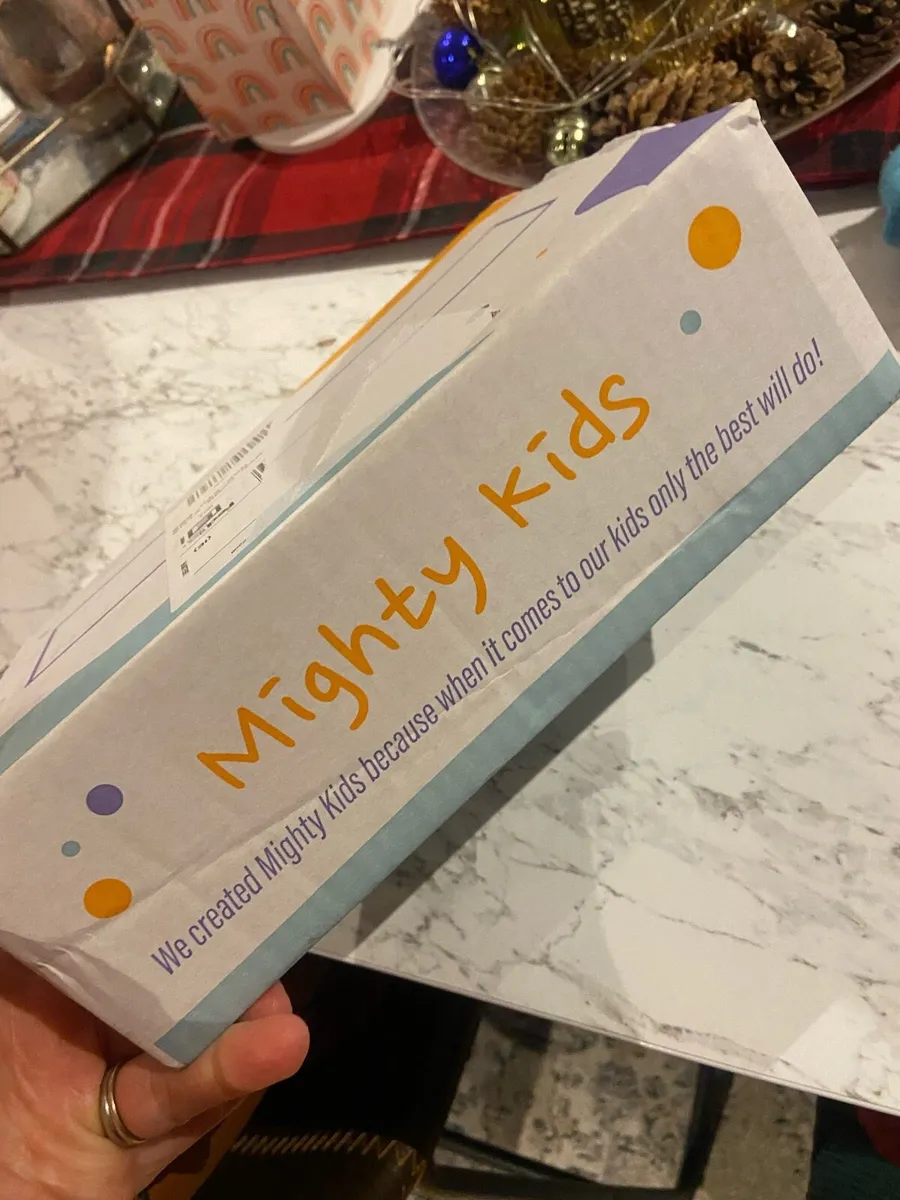 Mighty Kids
We created Mighty Kids because when it comes to our kids only the best will do!